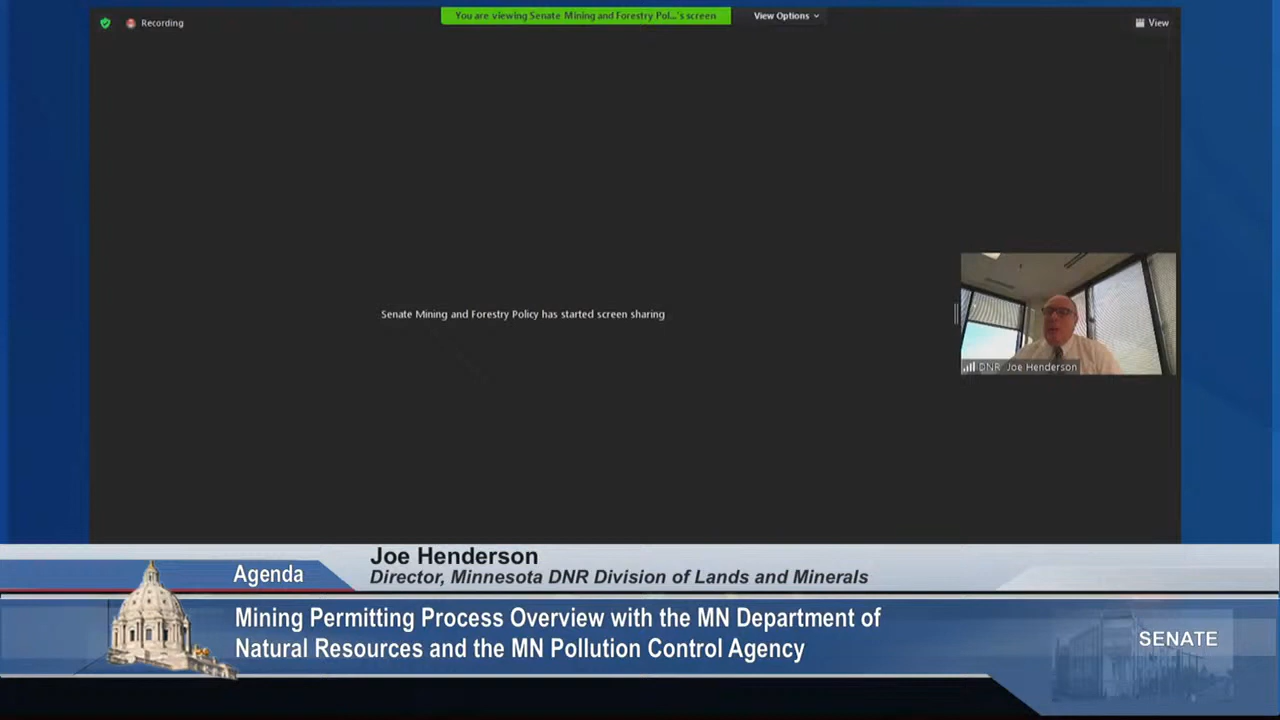 Recording
You are viewing Senate Mining and Forestry Pol...'s screen
View Options
View
Senate Mining and Forestry Policy has started screen sharing
DNR Joe Henderson
Joe Henderson
Agenda
Director, Minnesota DNR Division of Lands and Minerals
Mining Permitting Process Overview with the MN Department of
Natural Resources and the MN Pollution Control Agency
SENATE